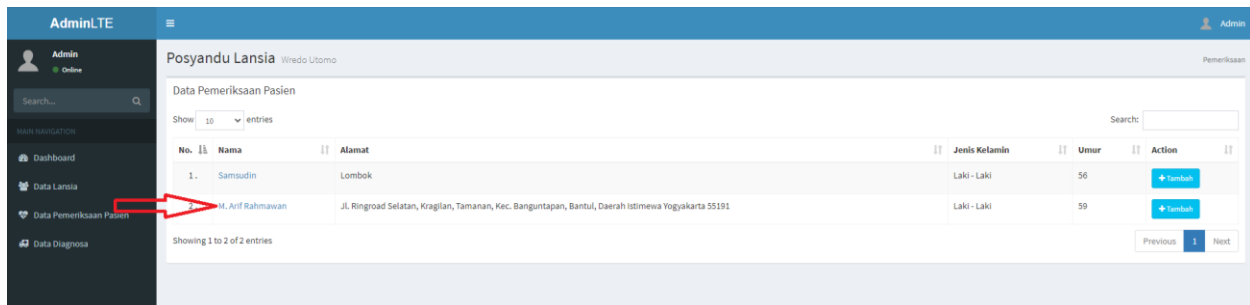 AdminLTE
Admin
Admin
Online
Posyandu Lansia Wredo Utomo
Pemeriksaan
Search...
Data Pemeriksaan Pasien
Show 10 entries
Search:
MAIN NAVIGATION
No. Nama Alamat Jenis Kelamin Umur Action
Dashboard
1. Samsudin Lombok Laki - Laki 56 +Tambah
Data Lansia
2. M. Arif Rahmawan Jl. Ringroad Selatan, Kragilan, Tamanan, Kec. Banguntapan, Bantul, Daerah Istimewa Yogyakarta 55191 Laki - Laki 59 +Tambah
Data Pemeriksaan Pasien
Data Diagnosa
Showing 1 to 2 of 2 entries
Previous 1 Next